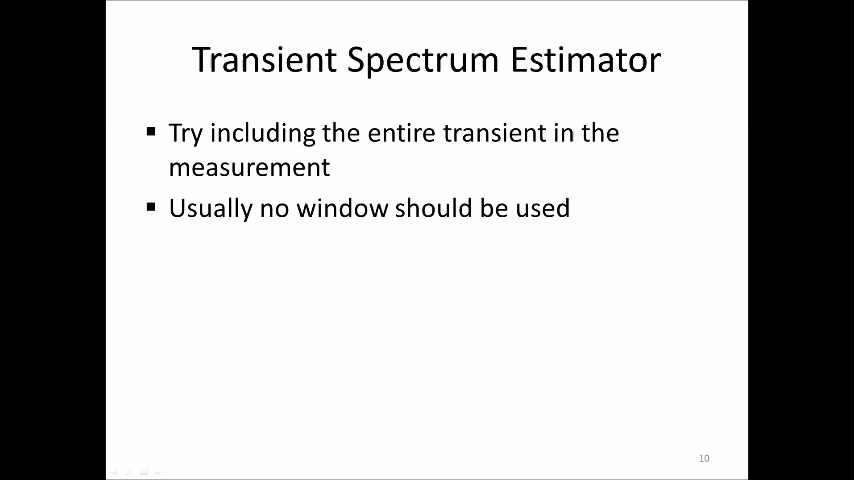 Transient Spectrum Estimator
▪ Try including the entire transient in the
measurement
▪ Usually no window should be used
10